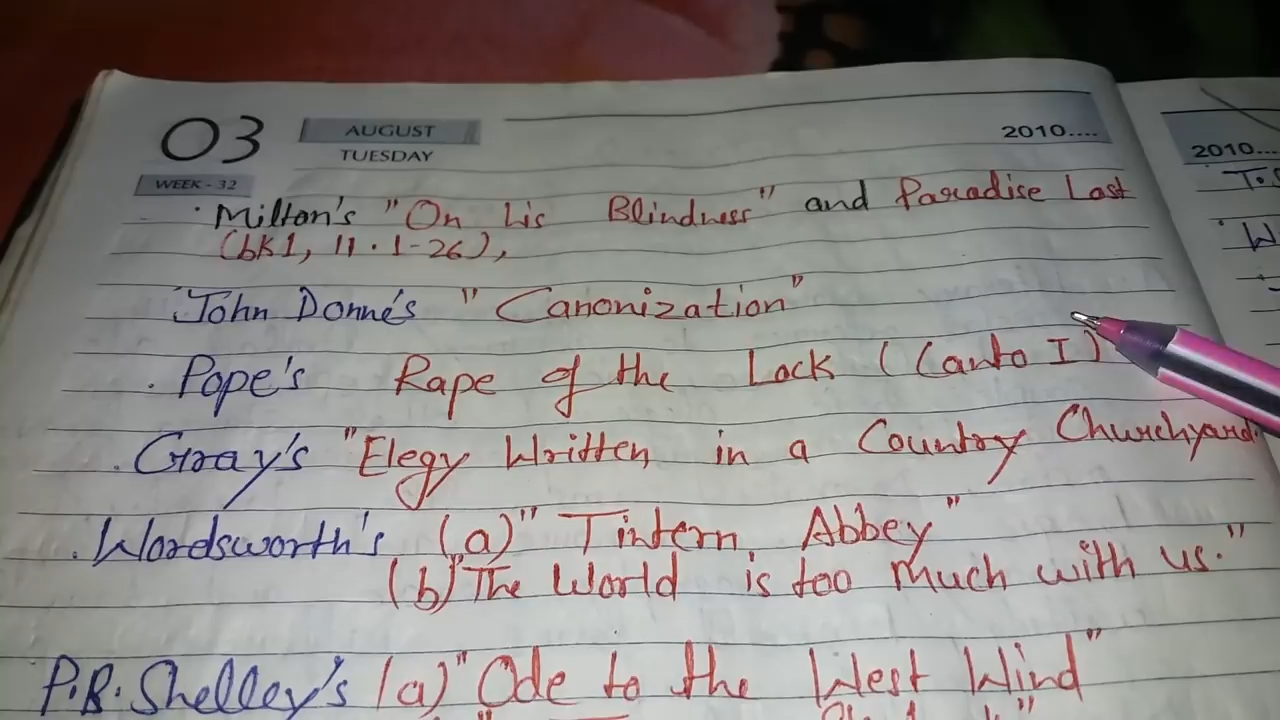 03 AUGUST 2010....
TUESDAY
WEEK - 32
Milton's "On his Blindness" and Paradise Lost
(bk1, 11. 1-26),
John Donne's "Canonization"
Pope's Rape of the Lock (Canto I)
Gray's "Elegy Written in a Country Churchyard"
Wordsworth's (a) "Tintern Abbey"
(b) "The World is too much with us."
P.B. Shelley's (a) "Ode to the West Wind"
2010...